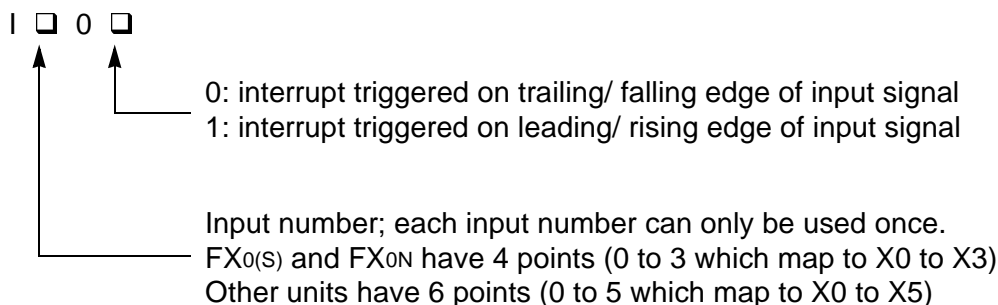 I ❑ 0 ❑
0: interrupt triggered on trailing/ falling edge of input signal
1: interrupt triggered on leading/ rising edge of input signal
Input number; each input number can only be used once.
FX0(S) and FX0N have 4 points (0 to 3 which map to X0 to X3)
Other units have 6 points (0 to 5 which map to X0 to X5)